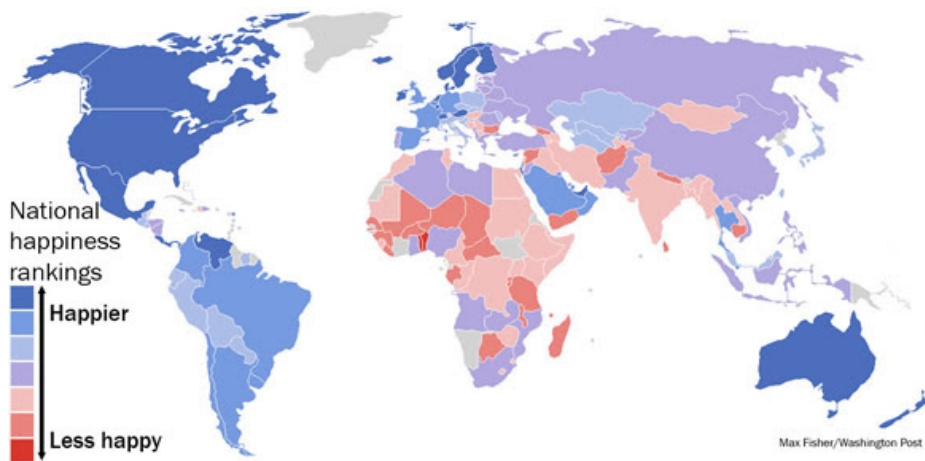 National
happiness
rankings
Happier
Less happy
Max Fisher/Washington Post